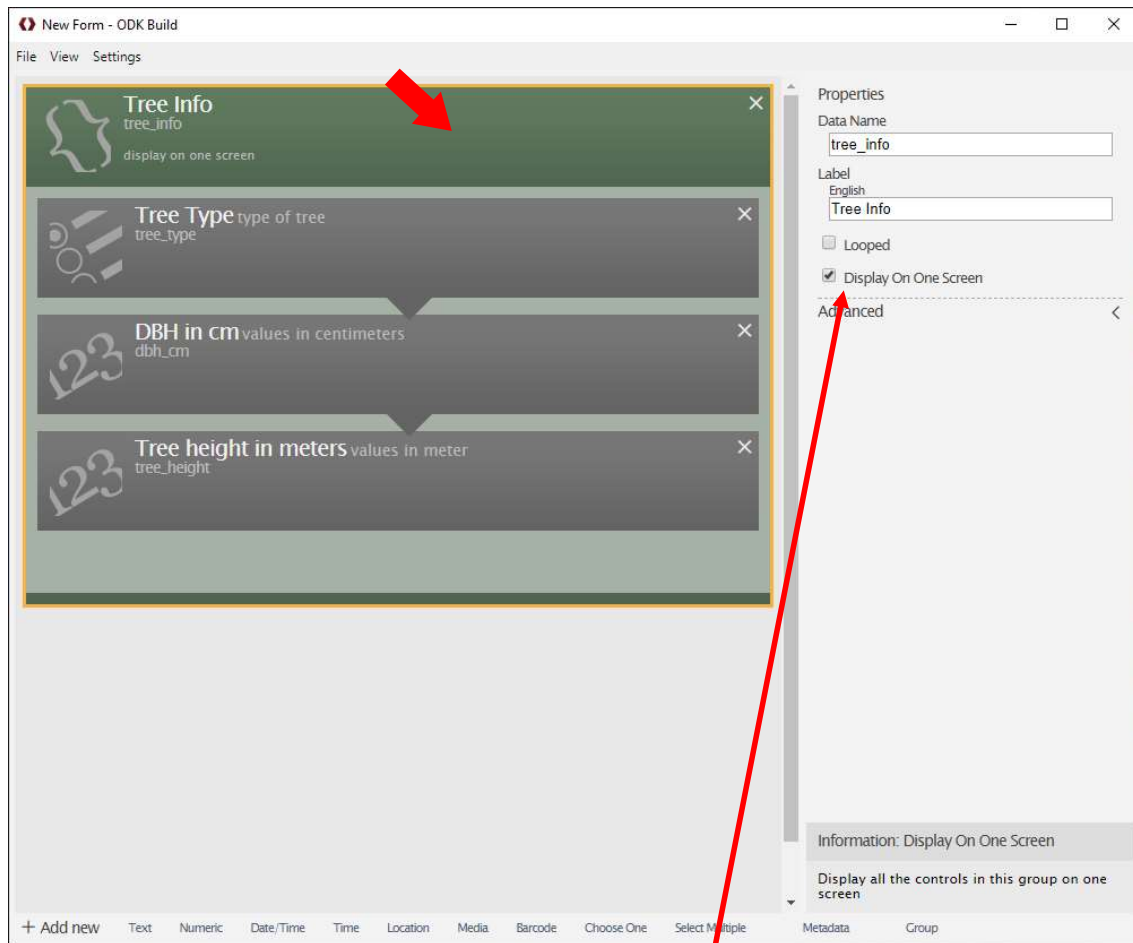 New Form - ODK Build
File View Settings
Tree Info
tree_info
display on one screen
Tree Type type of tree
tree_type
DBH in cm values in centimeters
dbh_cm
Tree height in meters values in meter
tree_height
Properties
Data Name
tree_info
Label
English
Tree Info
Looped
Display On One Screen
Advanced
Information: Display On One Screen
Display all the controls in this group on one
screen
+ Add new Text Numeric Date/Time Time Location Media Barcode Choose One Select Multiple Metadata Group